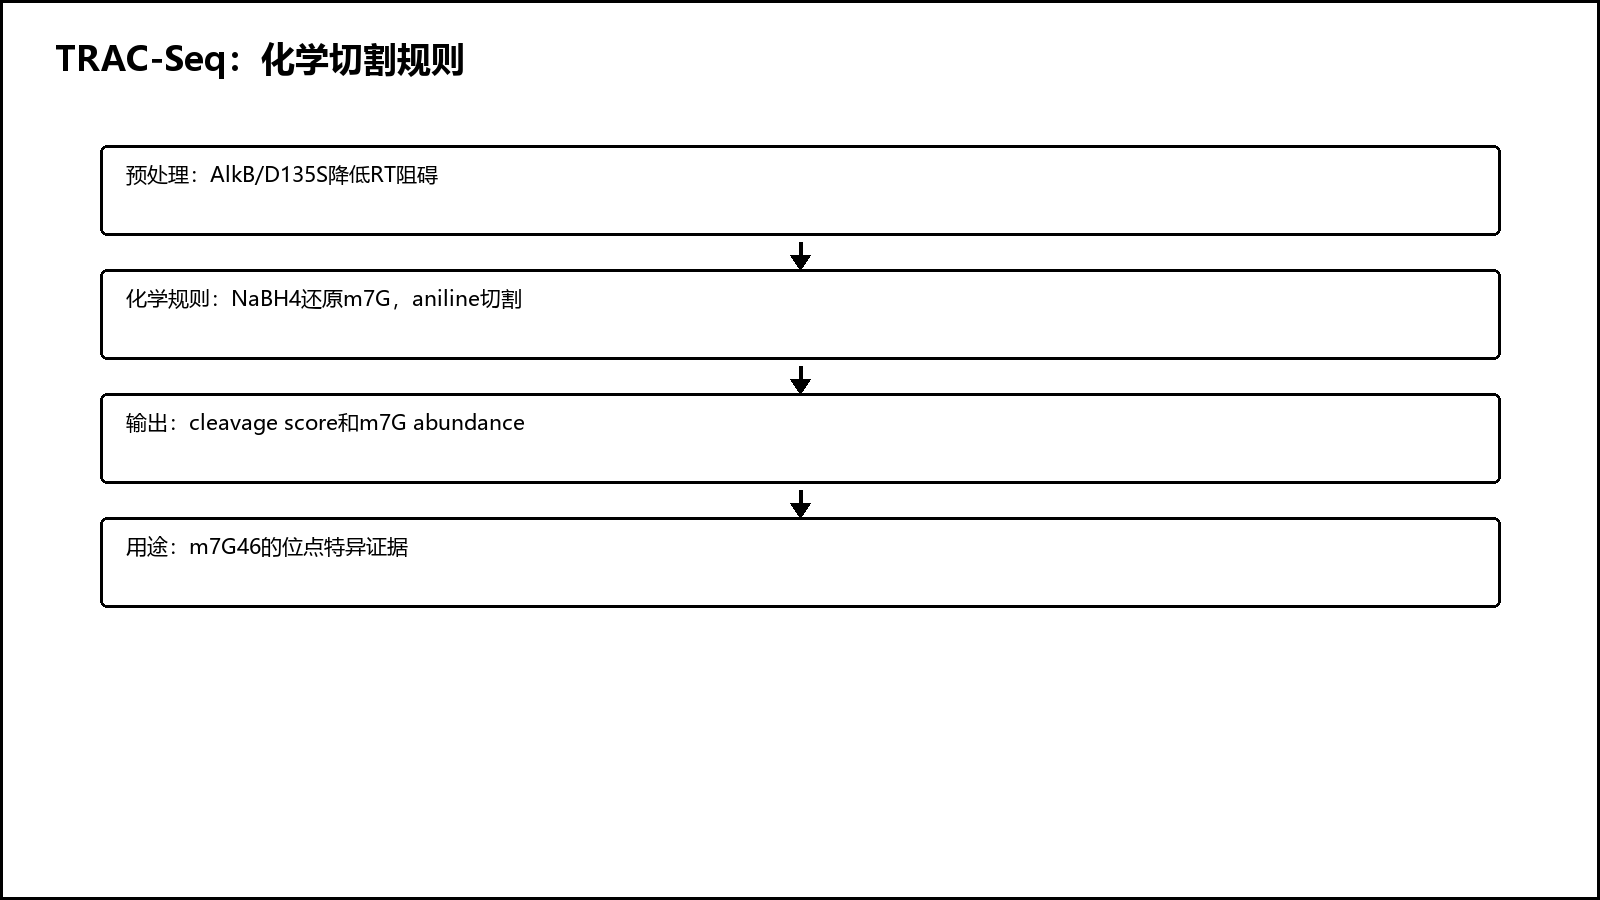 TRAC-Seq：化学切割规则
预处理：AlkB/D135S降低RT阻碍
化学规则：NaBH4还原m7G，aniline切割
输出：cleavage score和m7G abundance
用途：m7G46的位点特异证据